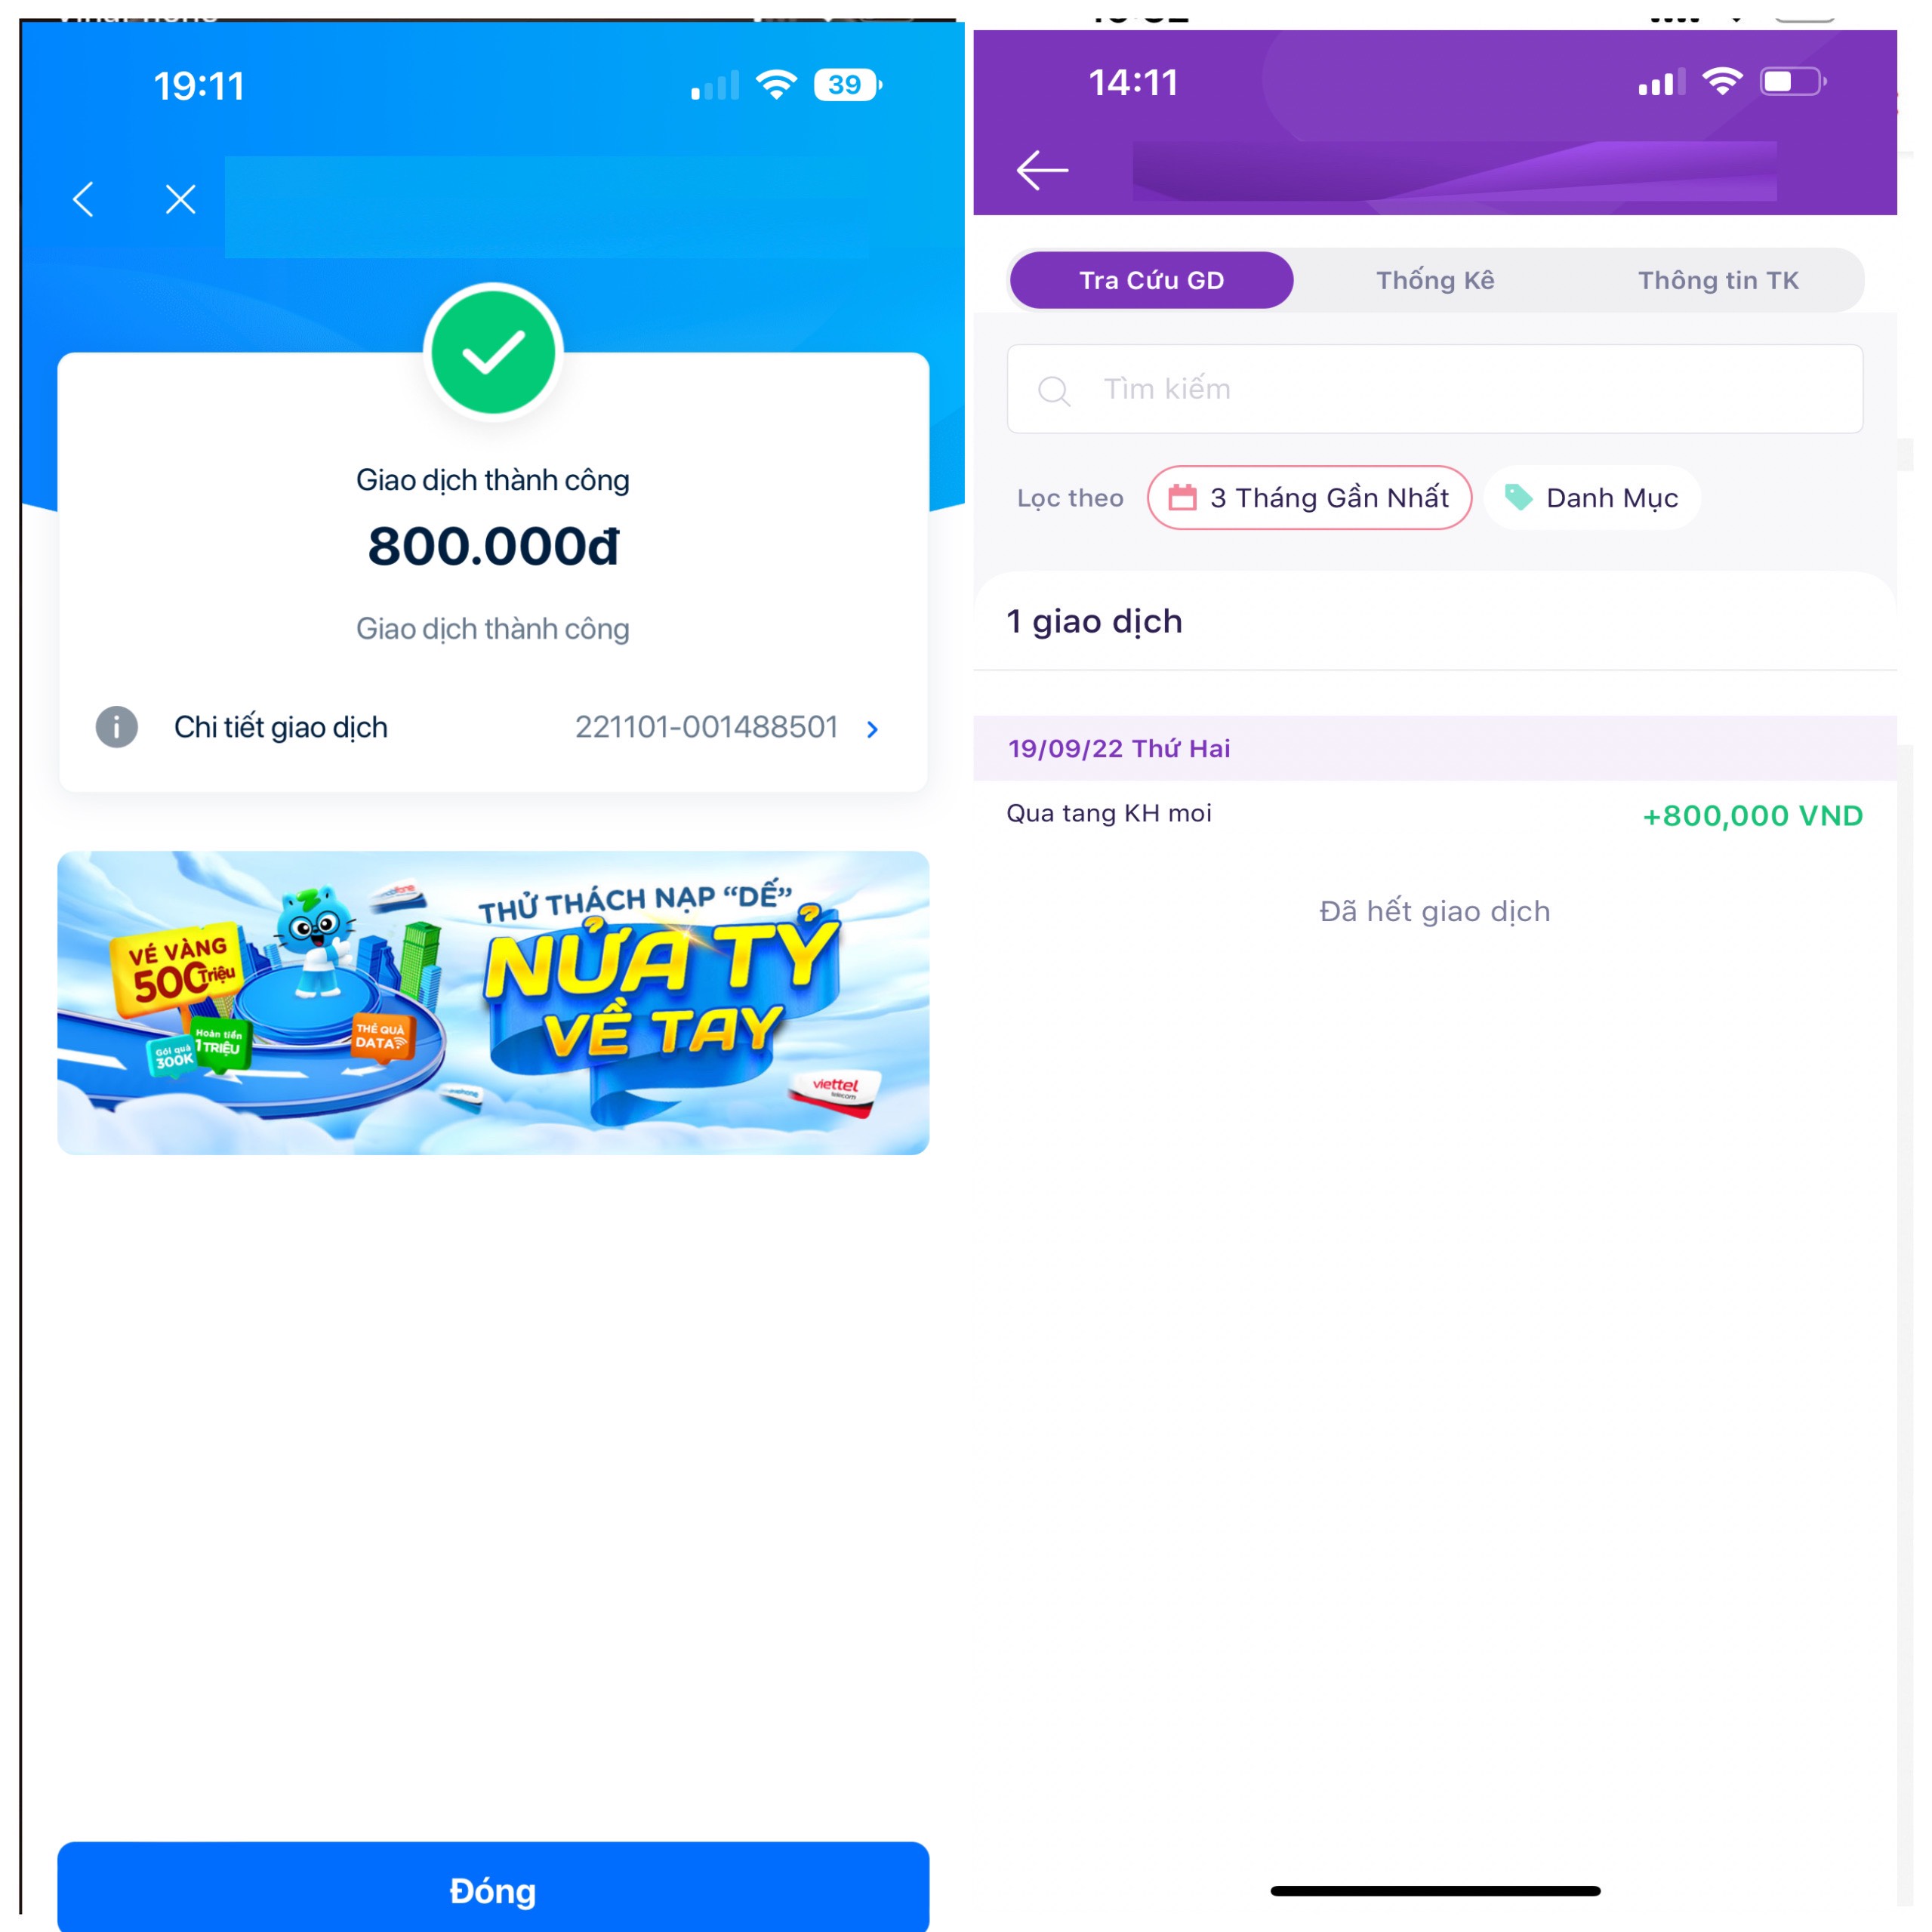 19:11
39
Giao dịch thành công
800.000đ
Giao dịch thành công
Chi tiết giao dịch
221101-001488501
THỬ THÁCH NẠP “DẾ”
NỬA TỶ
VỀ TAY
VÉ VÀNG
500 Triệu
Hoàn tiền
1 TRIỆU
Gói quà
300K
THẺ QUÀ
DATA
viettel
telecom
Đóng
14:11
Tra Cứu GD
Thống Kê
Thông tin TK
Tìm kiếm
Lọc theo
3 Tháng Gần Nhất
Danh Mục
1 giao dịch
19/09/22 Thứ Hai
Qua tang KH moi
+800,000 VND
Đã hết giao dịch